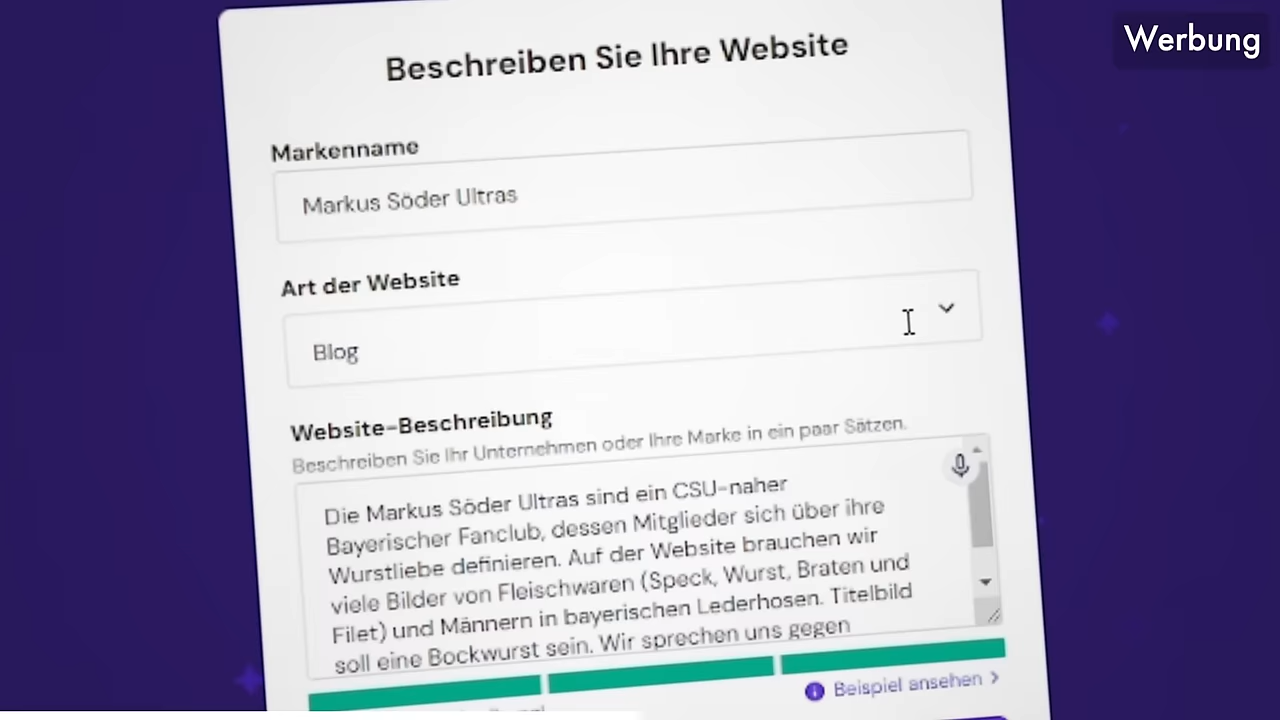 Werbung
Beschreiben Sie Ihre Website
Markenname
Markus Söder Ultras
Art der Website
Blog
Website-Beschreibung
Beschreiben Sie Ihr Unternehmen oder Ihre Marke in ein paar Sätzen.
Die Markus Söder Ultras sind ein CSU-naher
Bayerischer Fanclub, dessen Mitglieder sich über ihre
Wurstliebe definieren. Auf der Website brauchen wir
viele Bilder von Fleischwaren (Speck, Wurst, Braten und
Filet) und Männern in bayerischen Lederhosen. Titelbild
soll eine Bockwurst sein. Wir sprechen uns gegen
Beispiel ansehen